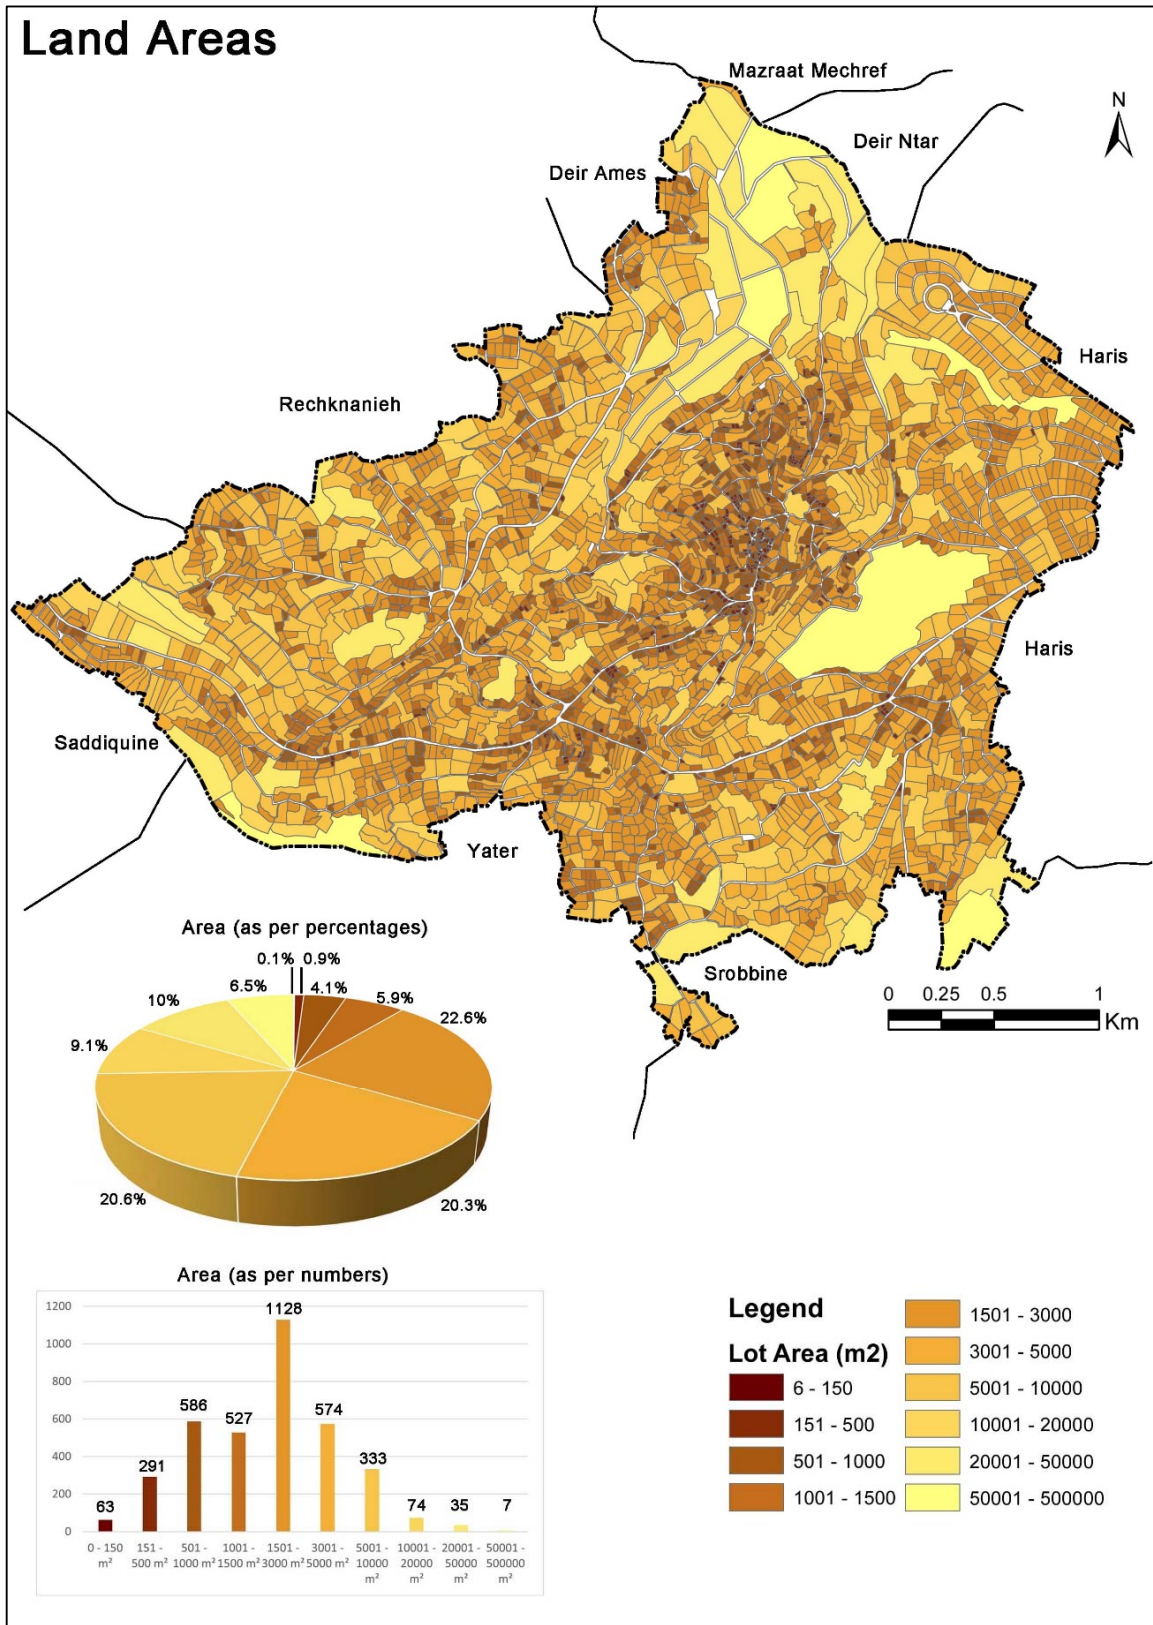 Land Areas
Mazraat Mechref
N
Deir Ntar
Deir Ames
Haris
Rechknanieh
Haris
Saddiquine
Yater
Srobbine
0 0.25 0.5 1
Km
Area (as per percentages)
0.1% 0.9%
6.5% 4.1%
10% 5.9%
22.6%
9.1%
20.6%
20.3%
Area (as per numbers)
1200
1000
800
600
400
200
0
63
291
586
527
1128
574
333
74
35
7
0 - 150 m²
151 - 500 m²
501 - 1000 m²
1001 - 1500 m²
1501 - 3000 m²
3001 - 5000 m²
5001 - 10000 m²
10001 - 20000 m²
20001 - 50000 m²
50001 - 500000 m²
Legend
Lot Area (m2)
6 - 150
151 - 500
501 - 1000
1001 - 1500
1501 - 3000
3001 - 5000
5001 - 10000
10001 - 20000
20001 - 50000
50001 - 500000